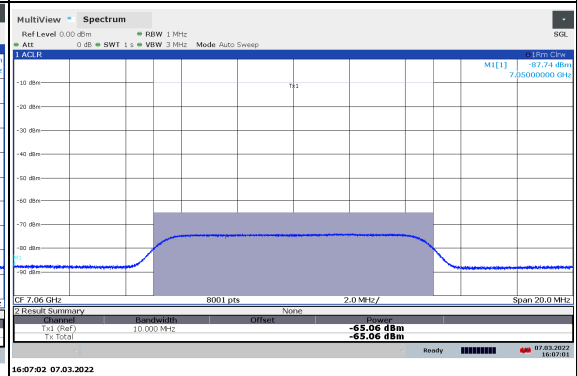 MultiView Spectrum
Ref Level 0.00 dBm RBW 1 MHz SGL
Att 0 dB SWT 1 s VBW 3 MHz Mode Auto Sweep
1 ACLR 1Rm Clrw
M1[1] -87.74 dBm
7.05000000 GHz
Tx1
-10 dBm
-20 dBm
-30 dBm
-40 dBm
-50 dBm
-60 dBm
-70 dBm
-80 dBm
M1
-90 dBm
CF 7.06 GHz 8001 pts 2.0 MHz/ Span 20.0 MHz
2 Result Summary None
Channel Bandwidth Offset Power
Tx1 (Ref) 10.000 MHz -65.06 dBm
Tx Total -65.06 dBm
Ready 07.03.2022
16:07:01
16:07:02 07.03.2022